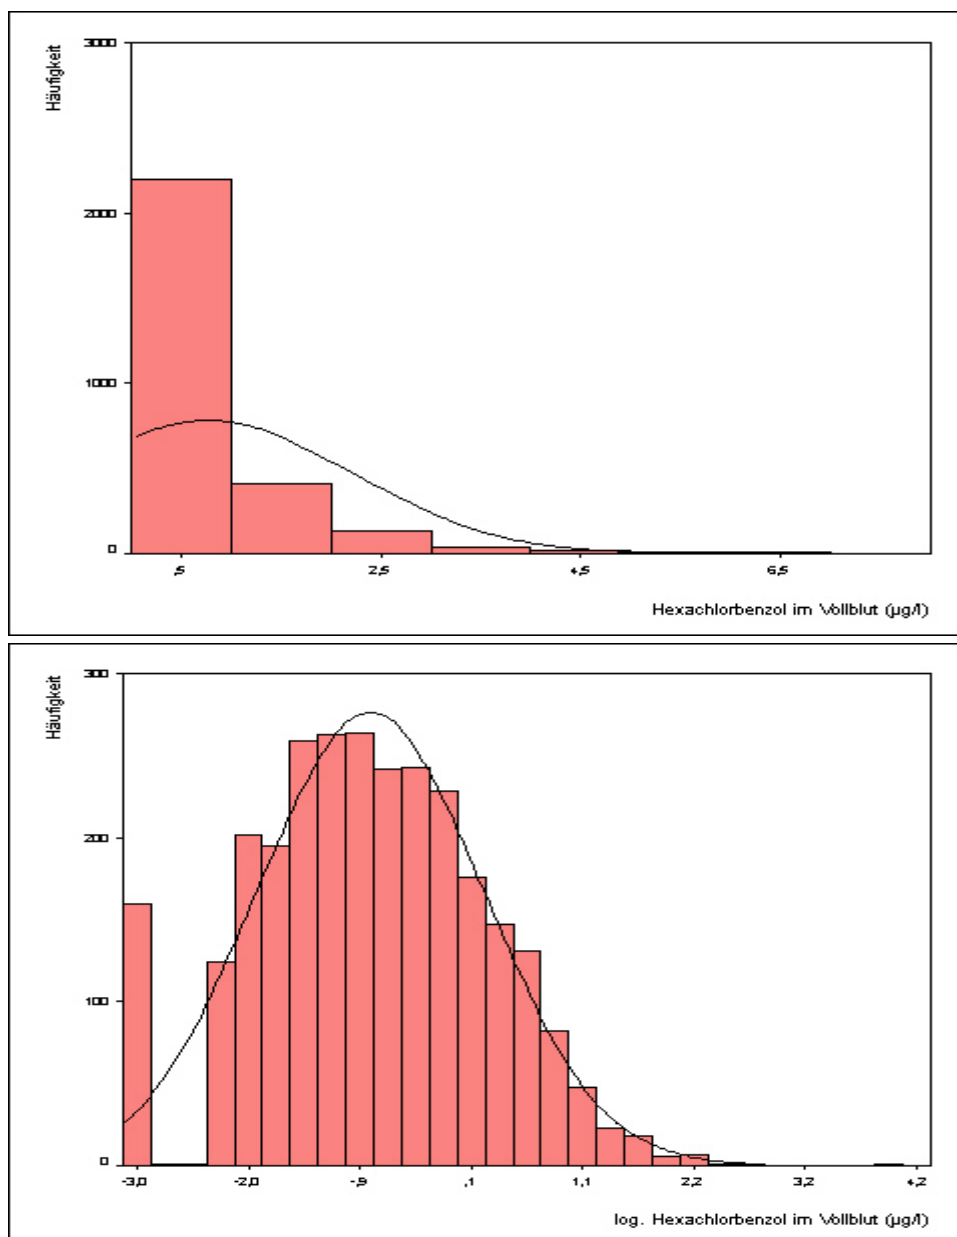 Häufigkeit
3000
2000
1000
0
,5 2,5 4,5 6,5
Hexachlorbenzol im Vollblut (µg/l)
Häufigkeit
300
200
100
0
-3,0 -2,0 -,9 ,1 1,1 2,2 3,2 4,2
log. Hexachlorbenzol im Vollblut (µg/l)